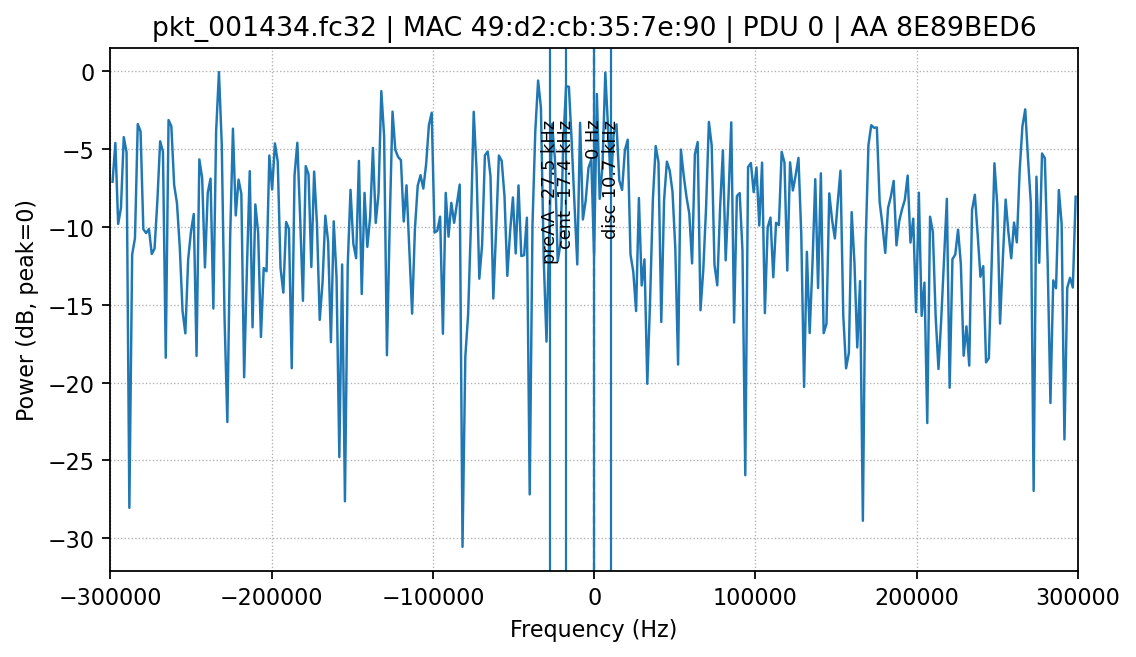 pkt_001434.fc32 | MAC 49:d2:cb:35:7e:90 | PDU 0 | AA 8E89BED6
Power (dB, peak=0)
0
−5
−10
−15
−20
−25
−30
preAA -27.5 kHz
cent -17.4 kHz
0 Hz
disc 10.7 kHz
−300000
−200000
−100000
0
100000
200000
300000
Frequency (Hz)